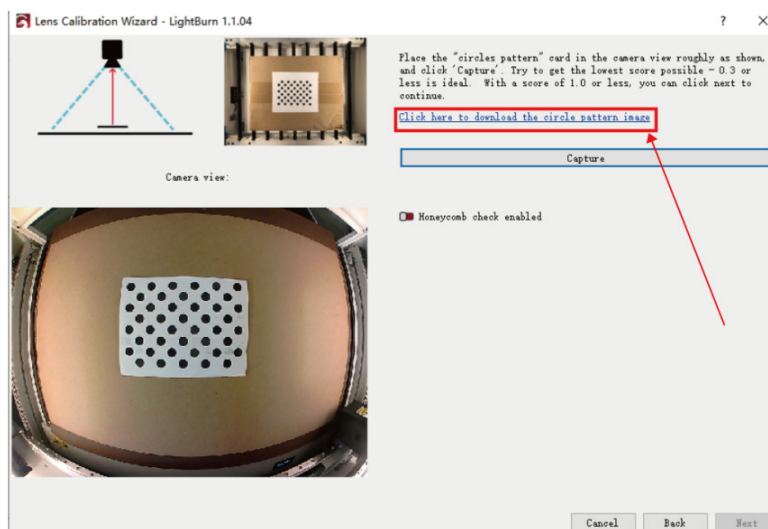 Lens Calibration Wizard - LightBurn 1.1.04
Place the "circles pattern" card in the camera view roughly as shown,
and click 'Capture'. Try to get the lowest score possible - 0.3 or
less is ideal. With a score of 1.0 or less, you can click next to
continue.
Click here to download the circle pattern image
Capture
Camera view:
Honeycomb check enabled
Cancel
Back
Next